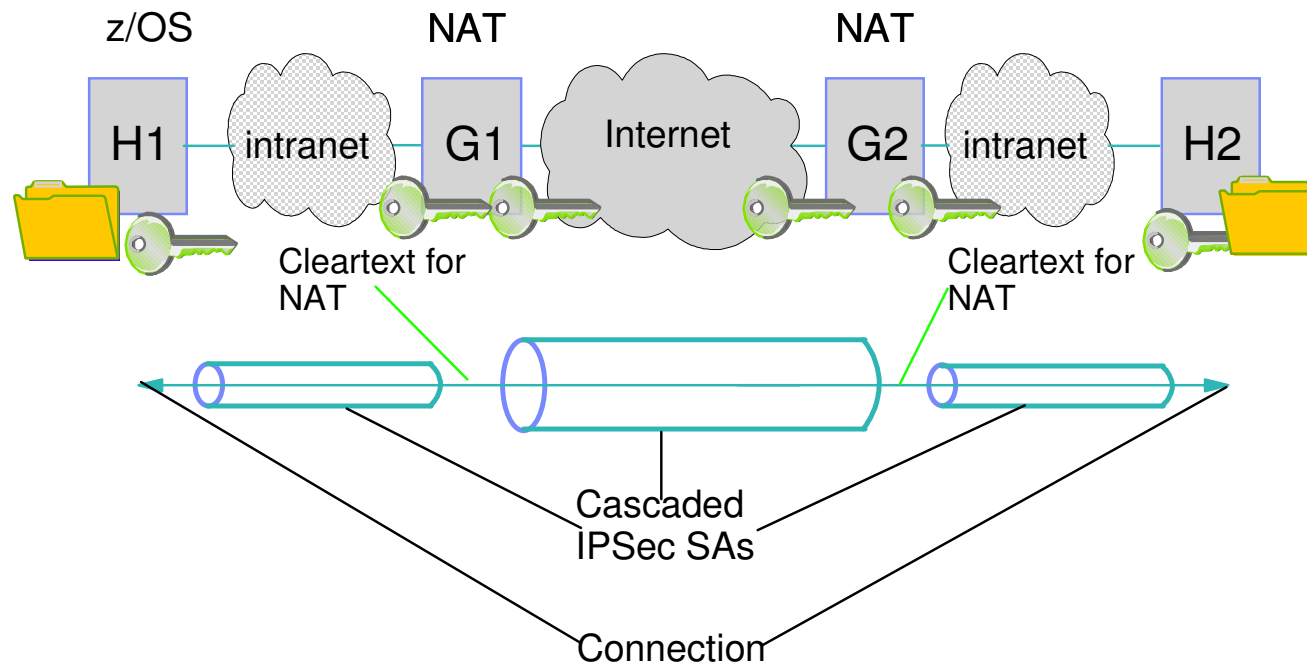 z/OS
NAT
NAT
H1
intranet
G1
Internet
G2
intranet
H2
Cleartext for
NAT
Cleartext for
NAT
Cascaded
IPSec SAs
Connection